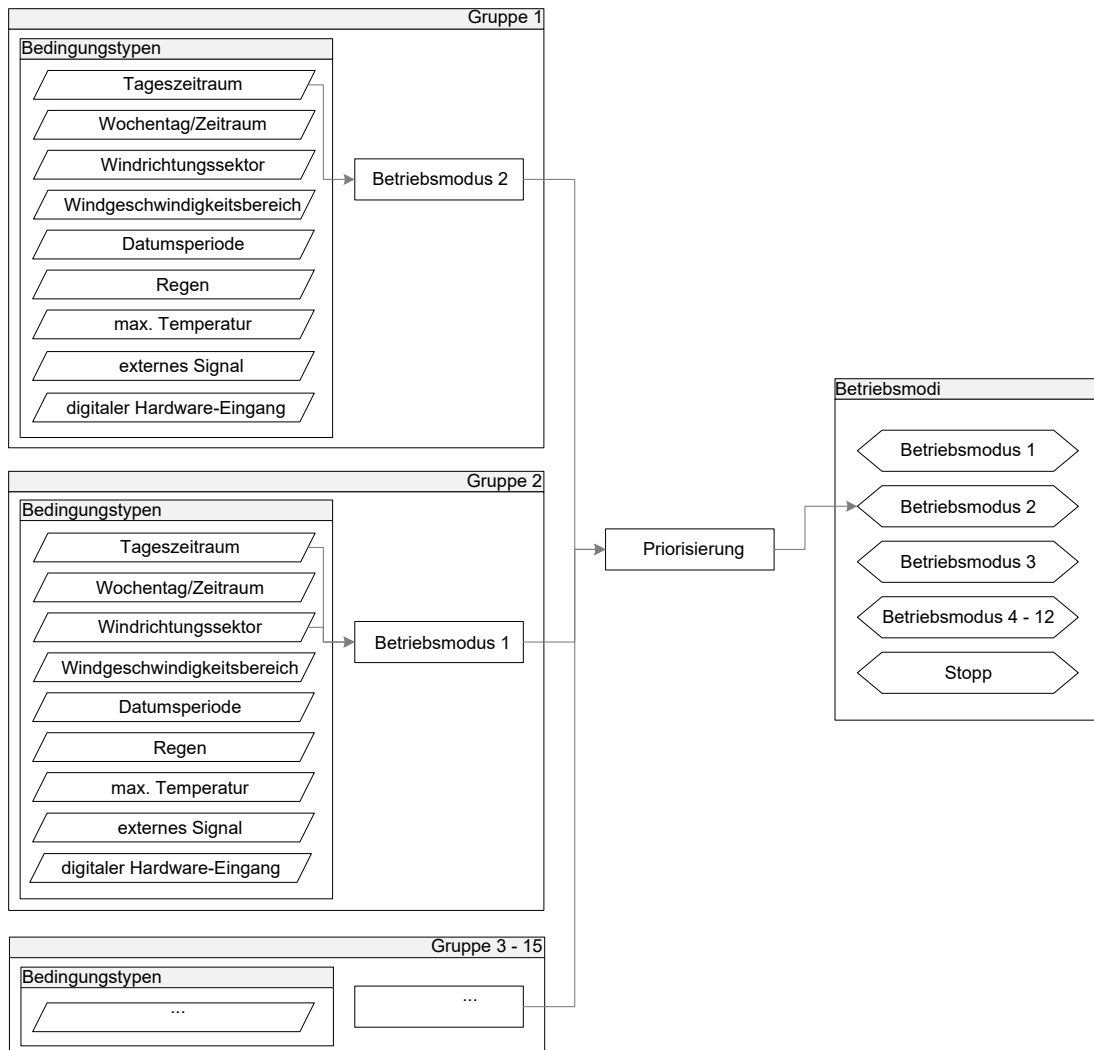 Gruppe 1
Bedingungstypen
Tageszeitraum
Wochentag/Zeitraum
Windrichtungssektor
Windgeschwindigkeitsbereich
Datumsperiode
Regen
max. Temperatur
externes Signal
digitaler Hardware-Eingang
Betriebsmodus 2
Gruppe 2
Bedingungstypen
Tageszeitraum
Wochentag/Zeitraum
Windrichtungssektor
Windgeschwindigkeitsbereich
Datumsperiode
Regen
max. Temperatur
externes Signal
digitaler Hardware-Eingang
Betriebsmodus 1
Gruppe 3 - 15
Bedingungstypen
...
...
Priorisierung
Betriebsmodi
Betriebsmodus 1
Betriebsmodus 2
Betriebsmodus 3
Betriebsmodus 4 - 12
Stopp